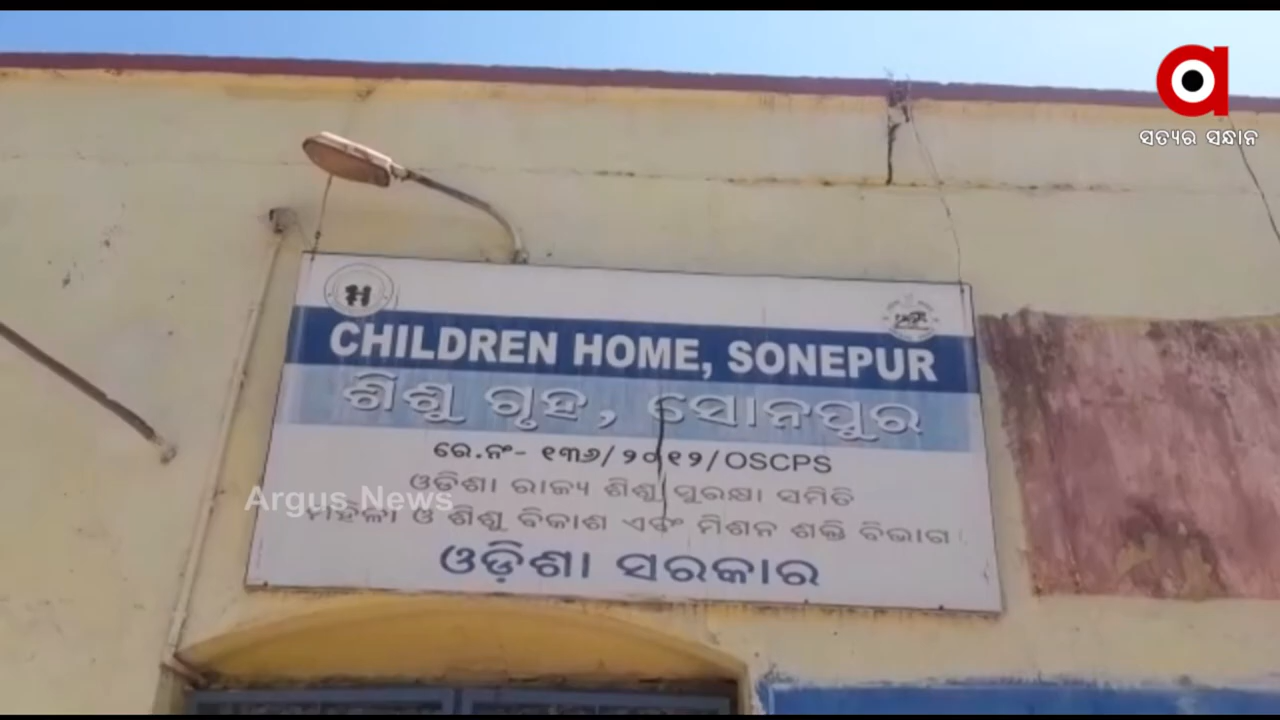 ସତ୍ୟର ସନ୍ଧାନ
CHILDREN HOME, SONEPUR
ଶିଶୁ ଗୃହ, ସୋନପୁର
ରେ.ନଂ- ୧୩୬/୨୦୧୨/OSCPS
ଓଡିଶା ରାଜ୍ୟ ଶିଶୁ ସୁରକ୍ଷା ସମିତି
Argus News
ମହିଳା ଓ ଶିଶୁ ବିକାଶ ଏବଂ ମିଶନ ଶକ୍ତି ବିଭାଗ
ଓଡ଼ିଶା ସରକାର